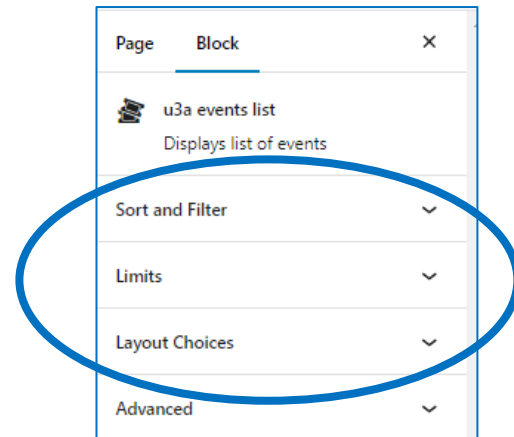 Page Block
u3a events list
Displays list of events
Sort and Filter
Limits
Layout Choices
Advanced